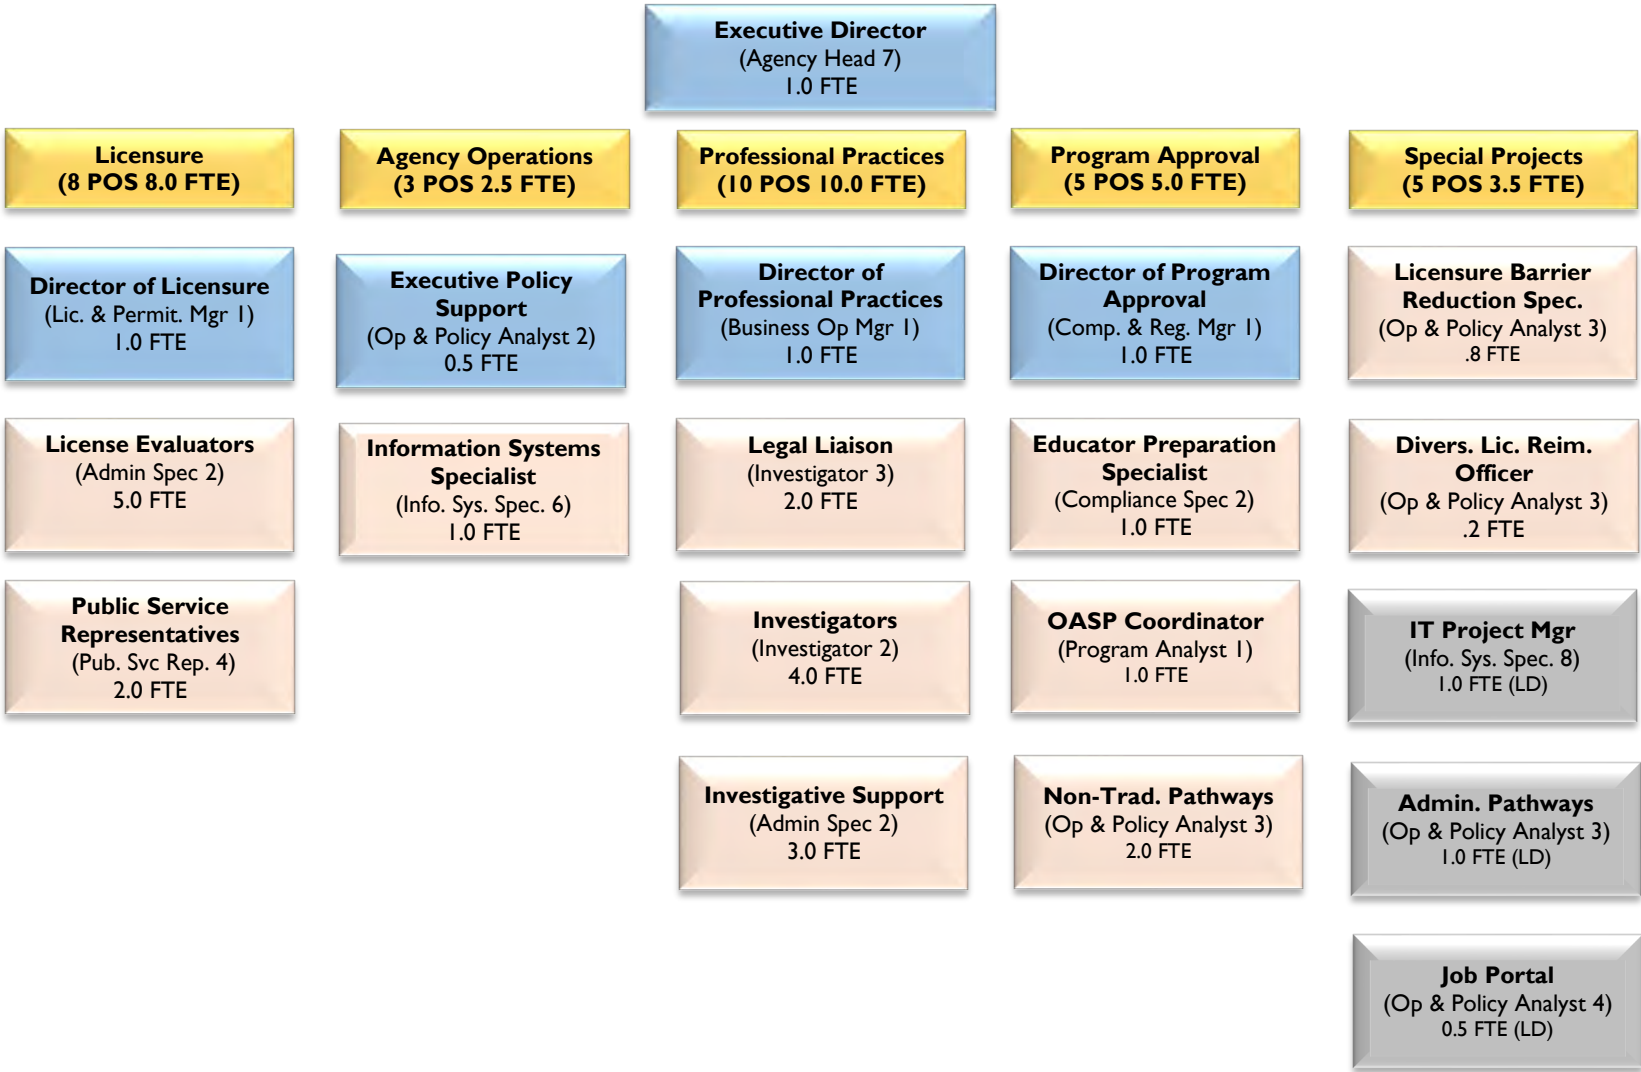 Executive Director
(Agency Head 7)
1.0 FTE
Licensure
(8 POS 8.0 FTE)
Agency Operations
(3 POS 2.5 FTE)
Professional Practices
(10 POS 10.0 FTE)
Program Approval
(5 POS 5.0 FTE)
Special Projects
(5 POS 3.5 FTE)
Director of Licensure
(Lic. & Permit. Mgr 1)
1.0 FTE
Executive Policy
Support
(Op & Policy Analyst 2)
0.5 FTE
Director of
Professional Practices
(Business Op Mgr 1)
1.0 FTE
Director of Program
Approval
(Comp. & Reg. Mgr 1)
1.0 FTE
Licensure Barrier
Reduction Spec.
(Op & Policy Analyst 3)
.8 FTE
License Evaluators
(Admin Spec 2)
5.0 FTE
Information Systems
Specialist
(Info. Sys. Spec. 6)
1.0 FTE
Legal Liaison
(Investigator 3)
2.0 FTE
Educator Preparation
Specialist
(Compliance Spec 2)
1.0 FTE
Divers. Lic. Reim.
Officer
(Op & Policy Analyst 3)
.2 FTE
Public Service
Representatives
(Pub. Svc Rep. 4)
2.0 FTE
Investigators
(Investigator 2)
4.0 FTE
OASP Coordinator
(Program Analyst 1)
1.0 FTE
IT Project Mgr
(Info. Sys. Spec. 8)
1.0 FTE (LD)
Investigative Support
(Admin Spec 2)
3.0 FTE
Non-Trad. Pathways
(Op & Policy Analyst 3)
2.0 FTE
Admin. Pathways
(Op & Policy Analyst 3)
1.0 FTE (LD)
Job Portal
(Op & Policy Analyst 4)
0.5 FTE (LD)